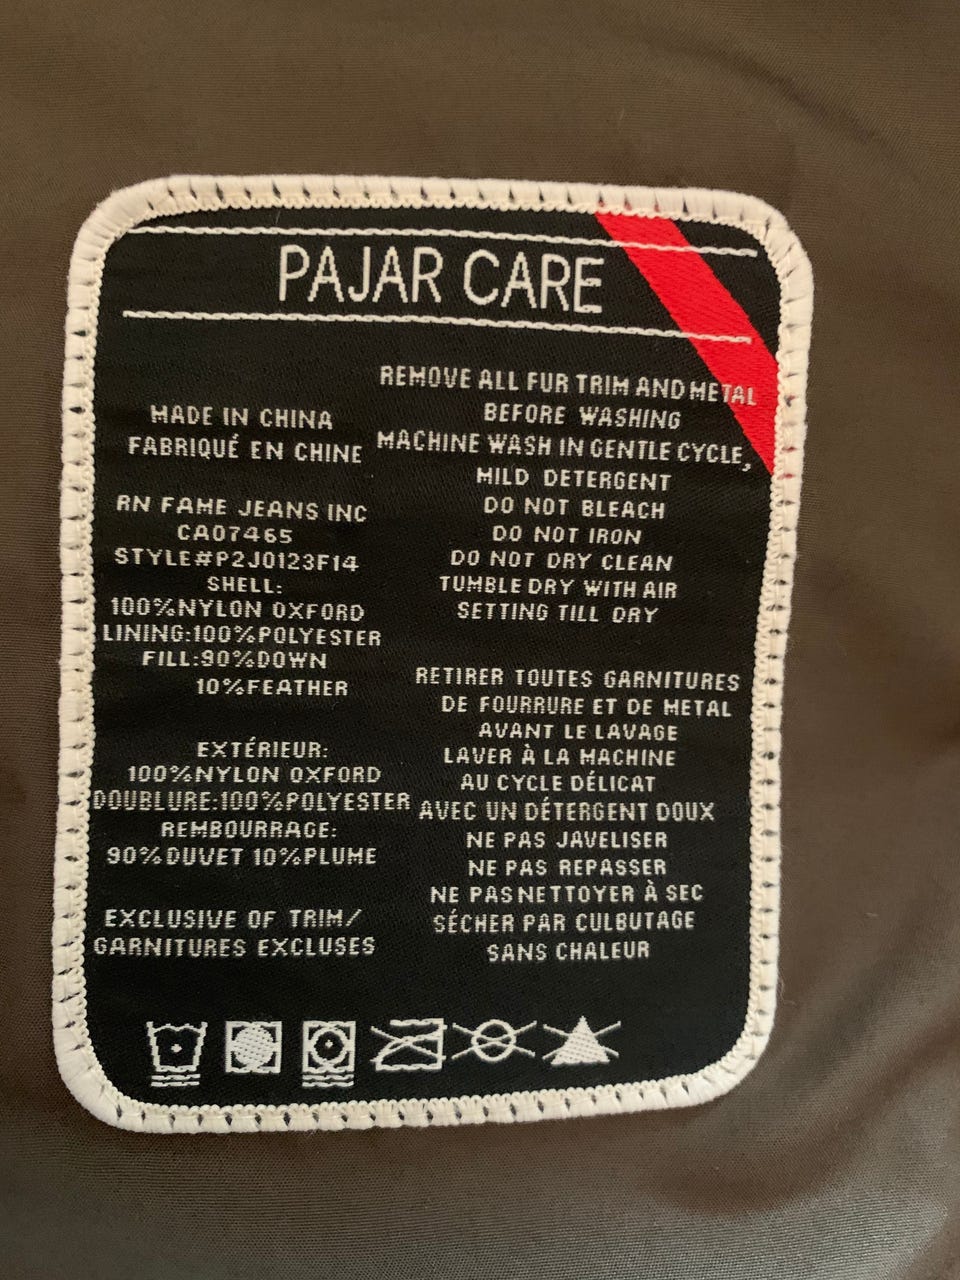 PAJAR CARE
MADE IN CHINA
FABRIQUÉ EN CHINE
RN FAME JEANS INC
CA07465
STYLE#P2J0123F14
SHELL:
100%NYLON OXFORD
LINING:100%POLYESTER
FILL:90%DOWN
10%FEATHER
EXTÉRIEUR:
100%NYLON OXFORD
DOUBLURE:100%POLYESTER
REMBOURRAGE:
90%DUVET 10%PLUME
EXCLUSIVE OF TRIM/
GARNITURES EXCLUSES
REMOVE ALL FUR TRIM AND METAL
BEFORE WASHING
MACHINE WASH IN GENTLE CYCLE,
MILD DETERGENT
DO NOT BLEACH
DO NOT IRON
DO NOT DRY CLEAN
TUMBLE DRY WITH AIR
SETTING TILL DRY
RETIRER TOUTES GARNITURES
DE FOURRURE ET DE METAL
AVANT LE LAVAGE
LAVER À LA MACHINE
AU CYCLE DÉLICAT
AVEC UN DÉTERGENT DOUX
NE PAS JAVELISER
NE PAS REPASSER
NE PAS NETTOYER À SEC
SÉCHER PAR CULBUTAGE
SANS CHALEUR